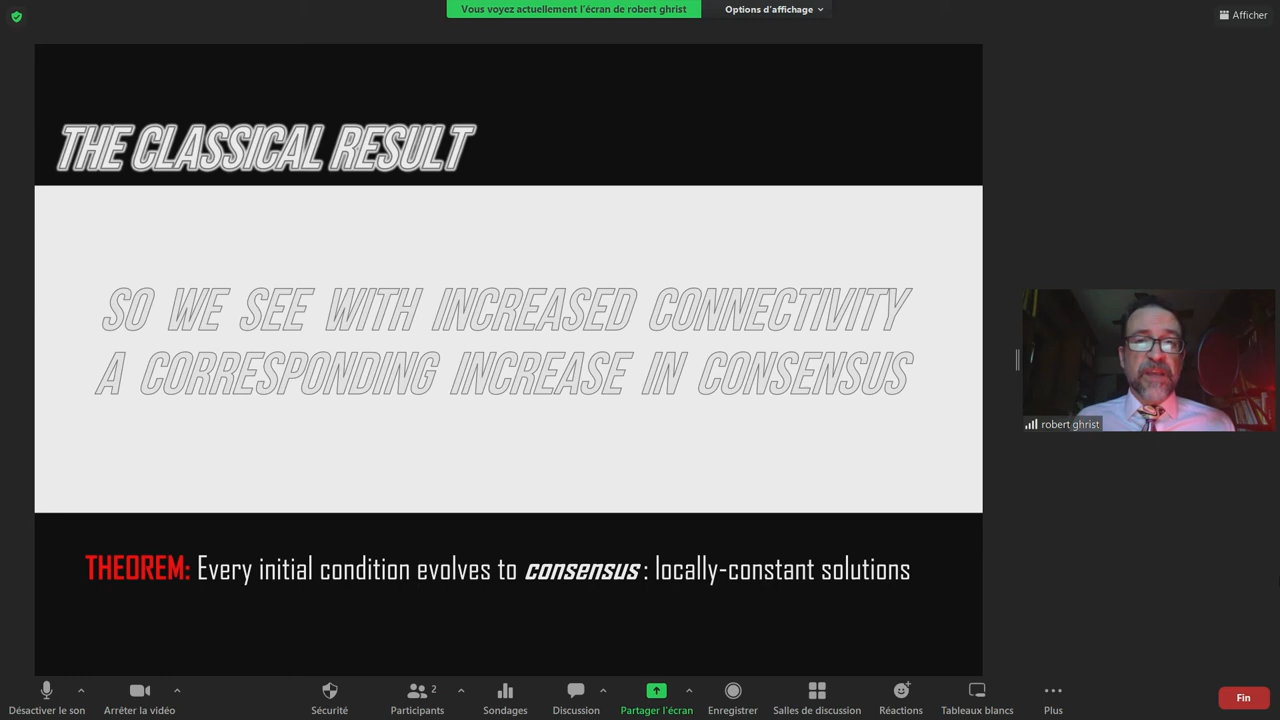 Vous voyez actuellement l'écran de robert ghrist
Options d'affichage
Afficher
THE CLASSICAL RESULT
SO WE SEE WITH INCREASED CONNECTIVITY
A CORRESPONDING INCREASE IN CONSENSUS
robert ghrist
THEOREM: Every initial condition evolves to consensus: locally-constant solutions
Désactiver le son
Arrêter la vidéo
Sécurité
Participants
2
Sondages
Discussion
Partager l'écran
Enregistrer
Salles de discussion
Réactions
Tableaux blancs
Plus
Fin